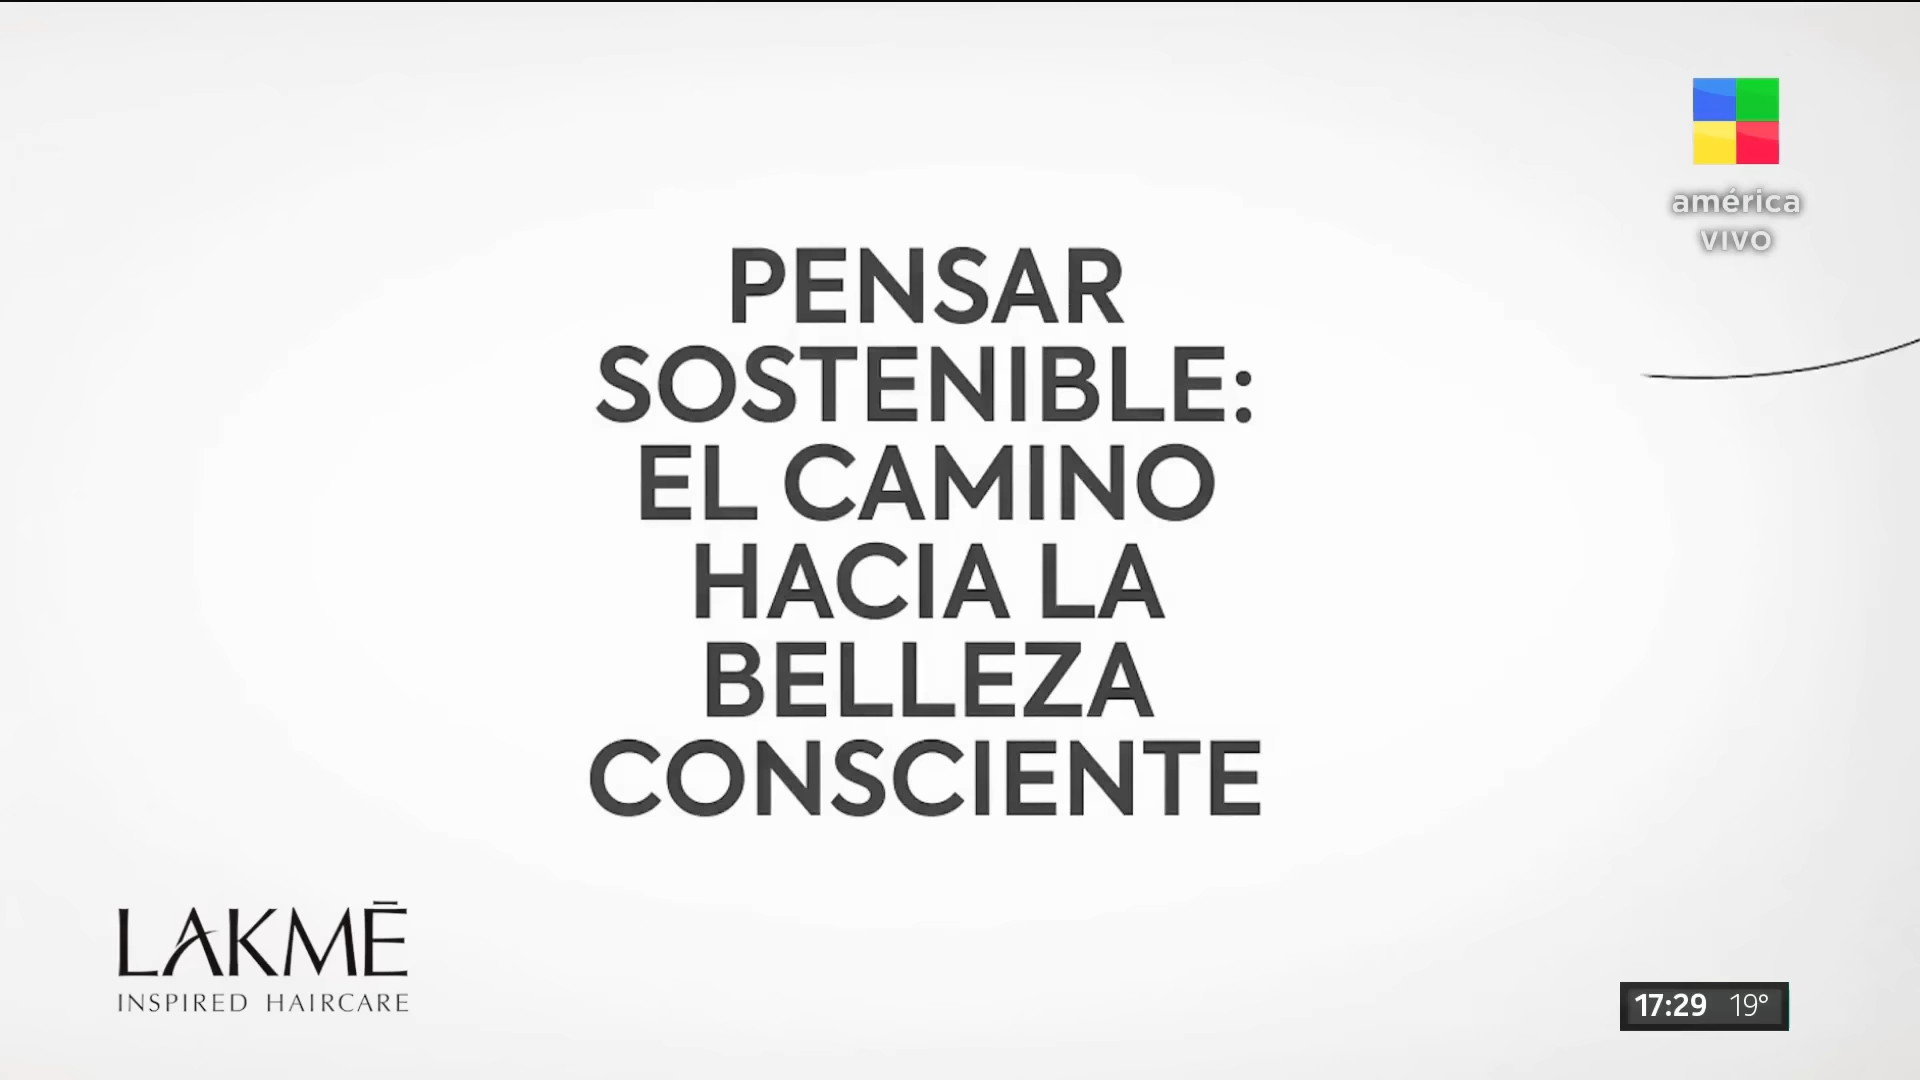 américa
VIVO
PENSAR
SOSTENIBLE:
EL CAMINO
HACIA LA
BELLEZA
CONSCIENTE
LAKMĒ
INSPIRED HAIRCARE
17:29 19°